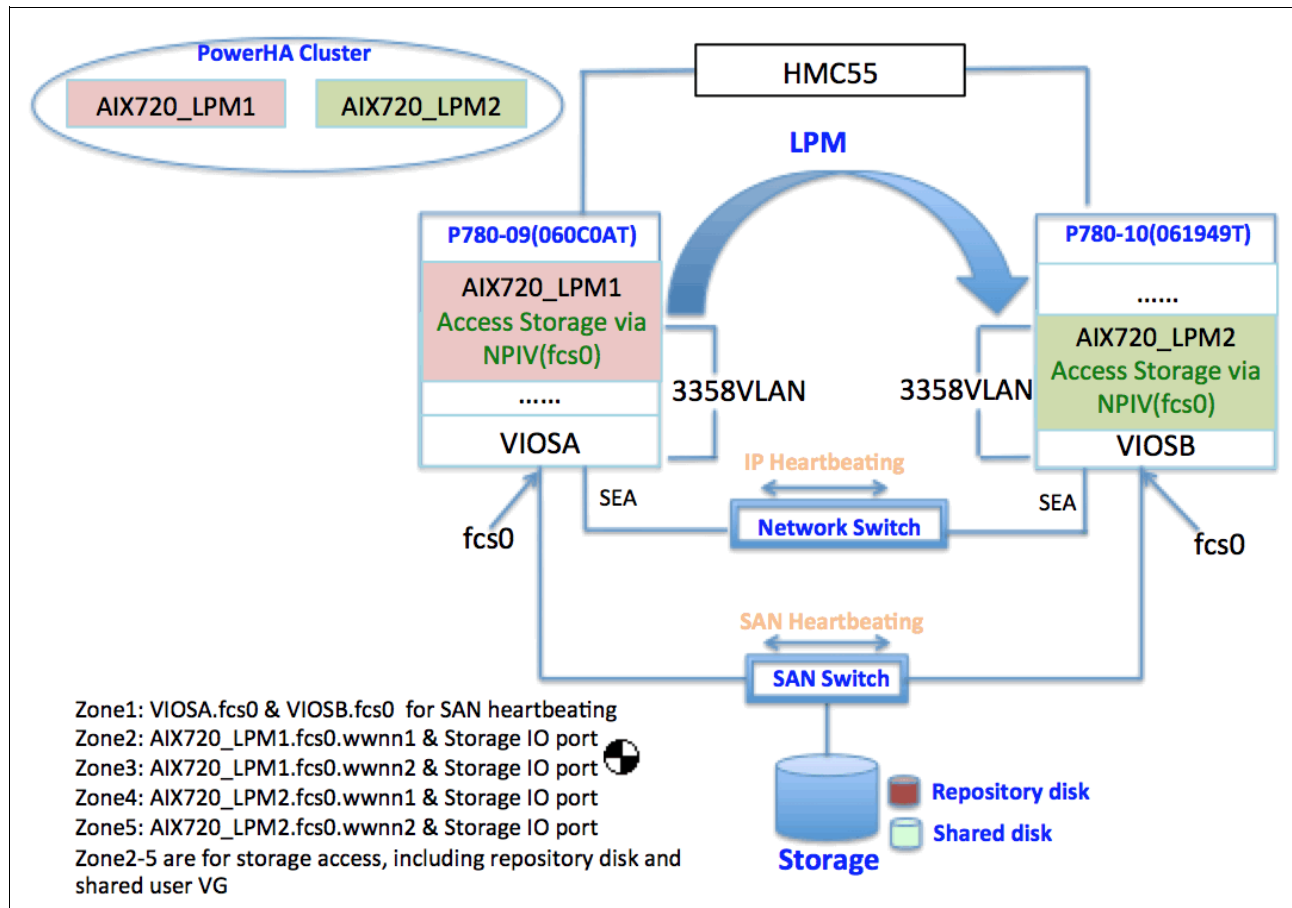 PowerHA Cluster
AIX720_LPM1
AIX720_LPM2
HMC55
LPM
P780-09(060C0AT)
AIX720_LPM1
Access Storage via
NPIV(fcs0)
......
VIOSA
3358VLAN
P780-10(061949T)
......
AIX720_LPM2
Access Storage via
NPIV(fcs0)
VIOSB
3358VLAN
IP Heartbeating
SEA
SEA
Network Switch
fcs0
fcs0
SAN Heartbeating
SAN Switch
Zone1: VIOSA.fcs0 & VIOSB.fcs0 for SAN heartbeating
Zone2: AIX720_LPM1.fcs0.wwnn1 & Storage IO port
Zone3: AIX720_LPM1.fcs0.wwnn2 & Storage IO port
Zone4: AIX720_LPM2.fcs0.wwnn1 & Storage IO port
Zone5: AIX720_LPM2.fcs0.wwnn2 & Storage IO port
Zone2-5 are for storage access, including repository disk and
shared user VG
Repository disk
Shared disk
Storage